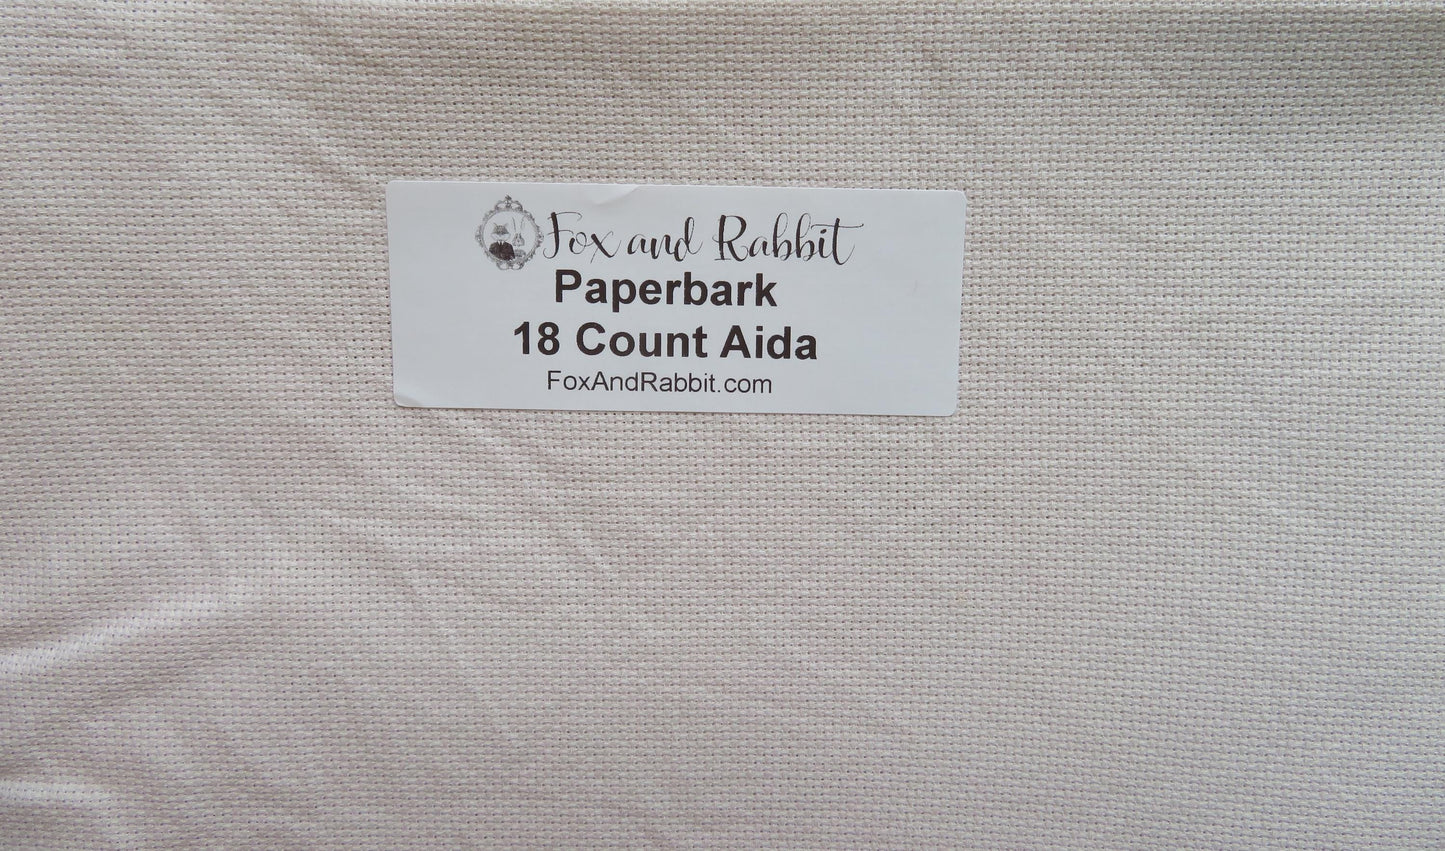 Fox and Rabbit
Paperbark
18 Count Aida
FoxAndRabbit.com